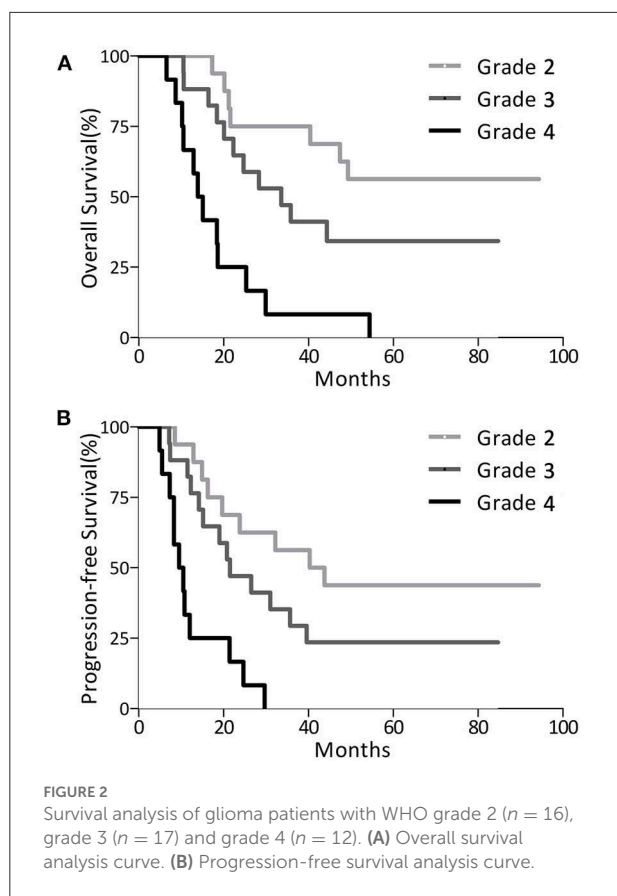 A
100
75
50
25
0
Overall Survival(%)
Grade 2
Grade 3
Grade 4
0 20 40 60 80 100
Months
B
100
75
50
25
0
Progression-free Survival(%)
Grade 2
Grade 3
Grade 4
0 20 40 60 80 100
Months
FIGURE 2
Survival analysis of glioma patients with WHO grade 2 (n = 16),
grade 3 (n = 17) and grade 4 (n = 12). (A) Overall survival
analysis curve. (B) Progression-free survival analysis curve.